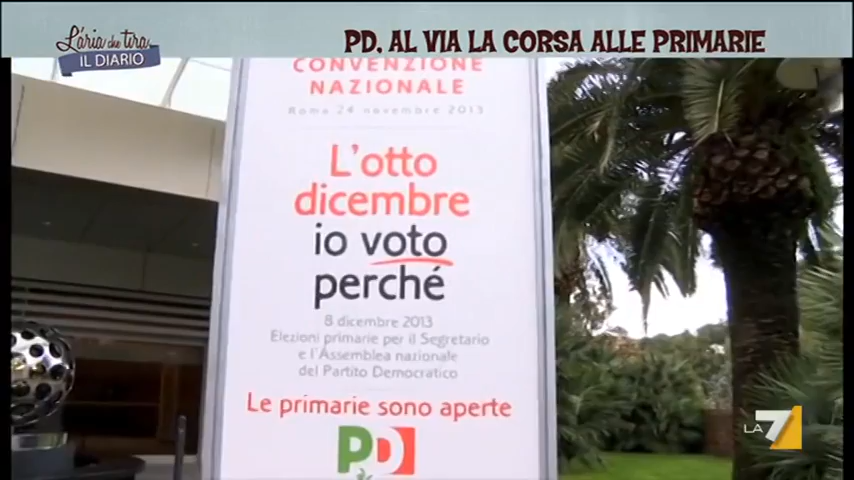 L'aria che tira
IL DIARIO
PD, AL VIA LA CORSA ALLE PRIMARIE
CONVENZIONE
NAZIONALE
Roma 24 novembre 2013
L'otto
dicembre
io voto
perché
8 dicembre 2013
Elezioni primarie per il Segretario
e l'Assemblea nazionale
del Partito Democratico
Le primarie sono aperte
PD
LA 7